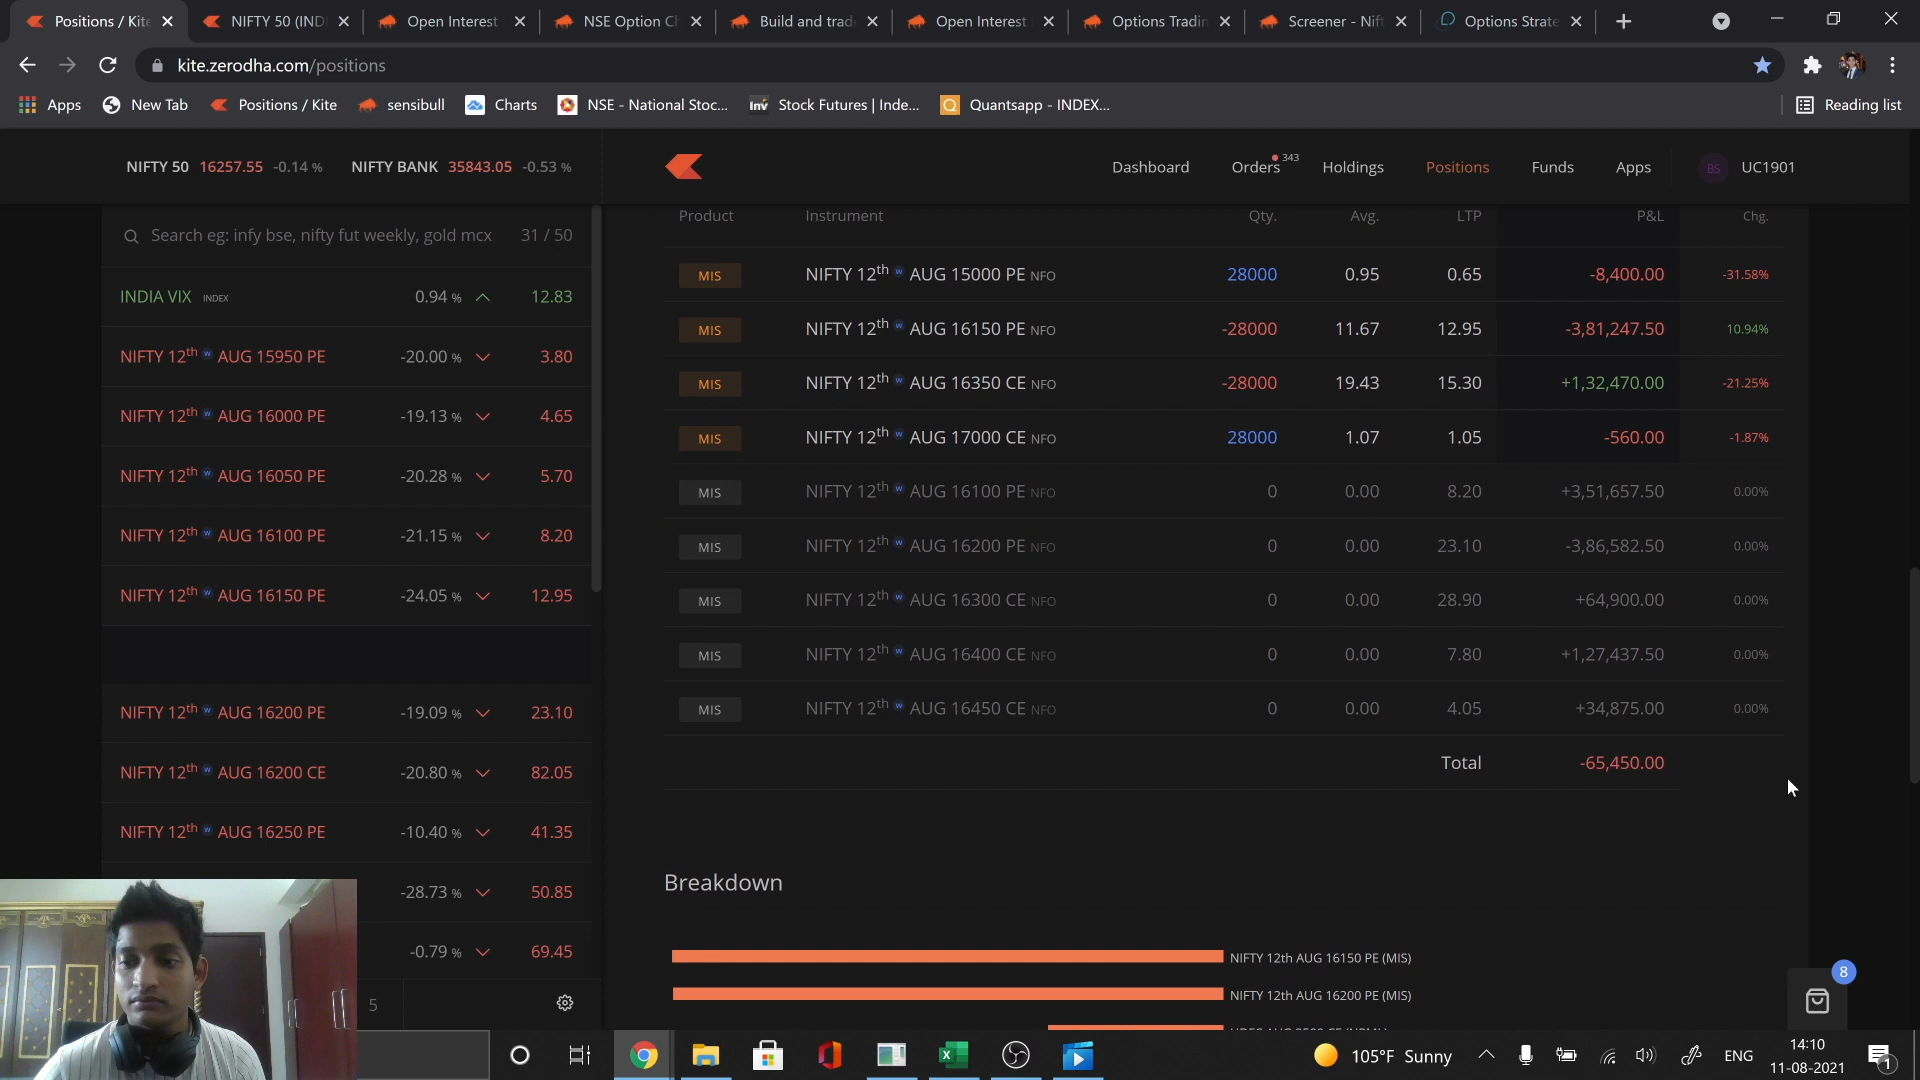 Positions / Kite
NIFTY 50 (IND
Open Interest
NSE Option Ch
Build and trad
Open Interest
Options Tradin
Screener - Nift
Options Strate
kite.zerodha.com/positions
Apps
New Tab
Positions / Kite
sensibull
Charts
NSE - National Stoc...
Inv
Stock Futures | Inde...
Quantsapp - INDEX...
Reading list
NIFTY 50 16257.55 -0.14 %
NIFTY BANK 35843.05 -0.53 %
Dashboard
Orders 343
Holdings
Positions
Funds
Apps
BS
UC1901
Search eg: infy bse, nifty fut weekly, gold mcx 31 / 50
INDIA VIX INDEX 0.94 % 12.83
NIFTY 12th w AUG 15950 PE -20.00 % 3.80
NIFTY 12th w AUG 16000 PE -19.13 % 4.65
NIFTY 12th w AUG 16050 PE -20.28 % 5.70
NIFTY 12th w AUG 16100 PE -21.15 % 8.20
NIFTY 12th w AUG 16150 PE -24.05 % 12.95
NIFTY 12th w AUG 16200 PE -19.09 % 23.10
NIFTY 12th w AUG 16200 CE -20.80 % 82.05
NIFTY 12th w AUG 16250 PE -10.40 % 41.35
-28.73 % 50.85
-0.79 % 69.45
5
Product Instrument Qty. Avg. LTP P&L Chg.
MIS NIFTY 12th w AUG 15000 PE NFO 28000 0.95 0.65 -8,400.00 -31.58%
MIS NIFTY 12th w AUG 16150 PE NFO -28000 11.67 12.95 -3,81,247.50 10.94%
MIS NIFTY 12th w AUG 16350 CE NFO -28000 19.43 15.30 +1,32,470.00 -21.25%
MIS NIFTY 12th w AUG 17000 CE NFO 28000 1.07 1.05 -560.00 -1.87%
MIS NIFTY 12th w AUG 16100 PE NFO 0 0.00 8.20 +3,51,657.50 0.00%
MIS NIFTY 12th w AUG 16200 PE NFO 0 0.00 23.10 -3,86,582.50 0.00%
MIS NIFTY 12th w AUG 16300 CE NFO 0 0.00 28.90 +64,900.00 0.00%
MIS NIFTY 12th w AUG 16400 CE NFO 0 0.00 7.80 +1,27,437.50 0.00%
MIS NIFTY 12th w AUG 16450 CE NFO 0 0.00 4.05 +34,875.00 0.00%
Total -65,450.00
Breakdown
NIFTY 12th AUG 16150 PE (MIS)
NIFTY 12th AUG 16200 PE (MIS)
8
105°F Sunny
ENG
14:10
11-08-2021
1